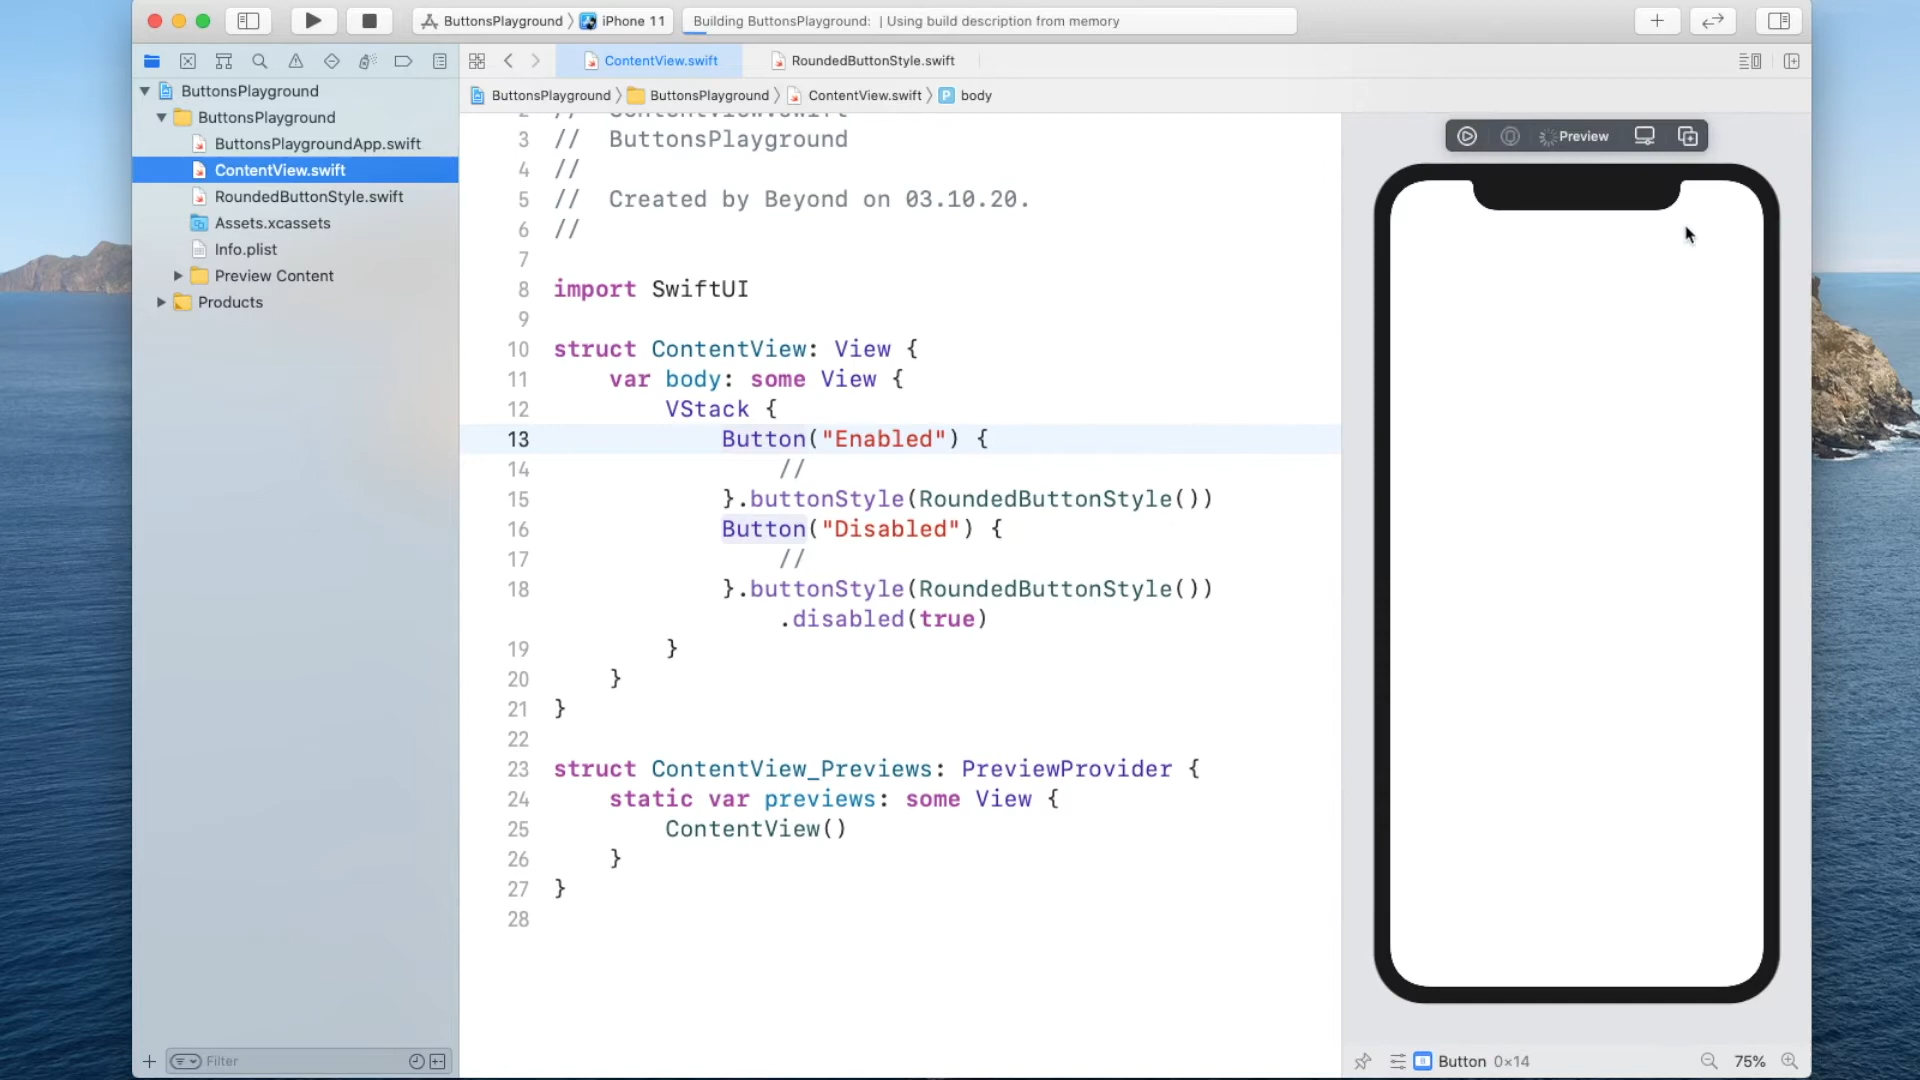 ButtonsPlayground 〉 iPhone 11
Building ButtonsPlayground: | Using build description from memory
ContentView.swift
RoundedButtonStyle.swift
ButtonsPlayground 〉 ButtonsPlayground 〉 ContentView.swift 〉 P body
ButtonsPlayground
ButtonsPlayground
ButtonsPlaygroundApp.swift
ContentView.swift
RoundedButtonStyle.swift
Assets.xcassets
Info.plist
Preview Content
Products
Filter
2 // ContentView.swift
3 // ButtonsPlayground
4 //
5 // Created by Beyond on 03.10.20.
6 //
7
8 import SwiftUI
9
10 struct ContentView: View {
11 var body: some View {
12 VStack {
13 Button("Enabled") {
14 //
15 }.buttonStyle(RoundedButtonStyle())
16 Button("Disabled") {
17 //
18 }.buttonStyle(RoundedButtonStyle())
.disabled(true)
19 }
20 }
21 }
22
23 struct ContentView_Previews: PreviewProvider {
24 static var previews: some View {
25 ContentView()
26 }
27 }
28
Preview
Button 0×14
75%